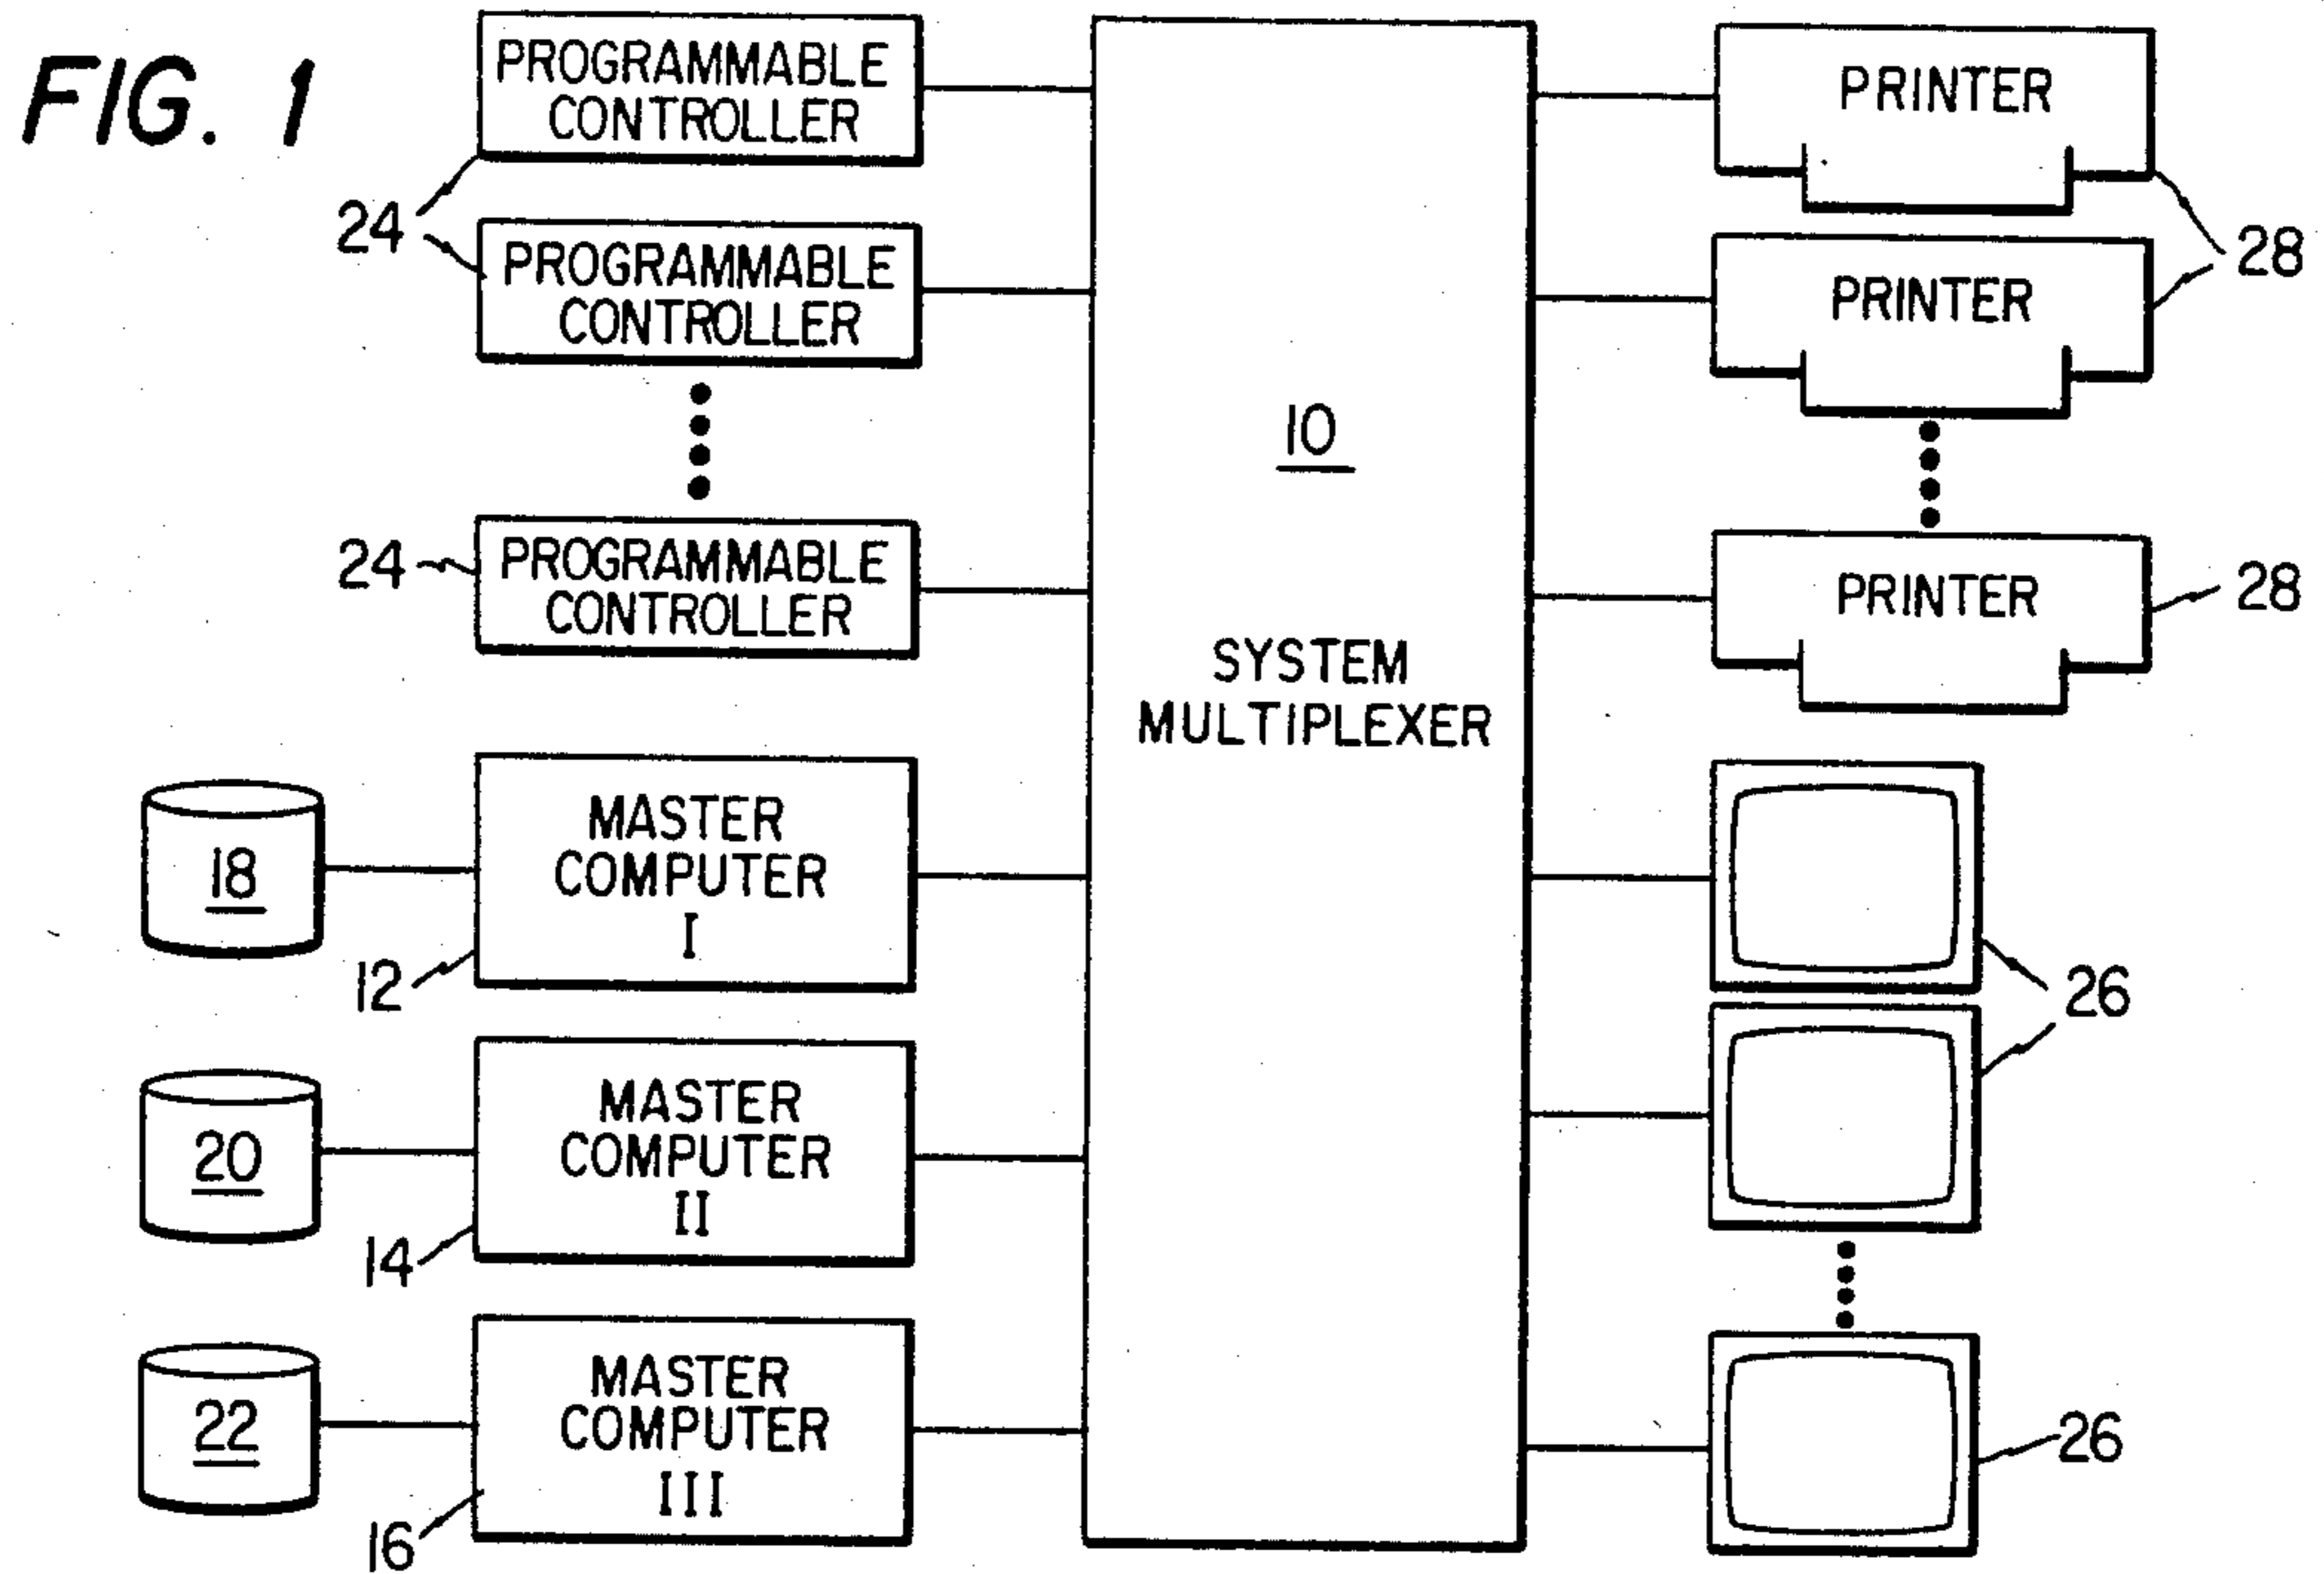 FIG. 1
PROGRAMMABLE
CONTROLLER
24
PROGRAMMABLE
CONTROLLER
24
PROGRAMMABLE
CONTROLLER
18
MASTER
COMPUTER
I
12
20
MASTER
COMPUTER
II
14
22
MASTER
COMPUTER
III
16
10
SYSTEM
MULTIPLEXER
PRINTER
28
PRINTER
PRINTER
28
26
26